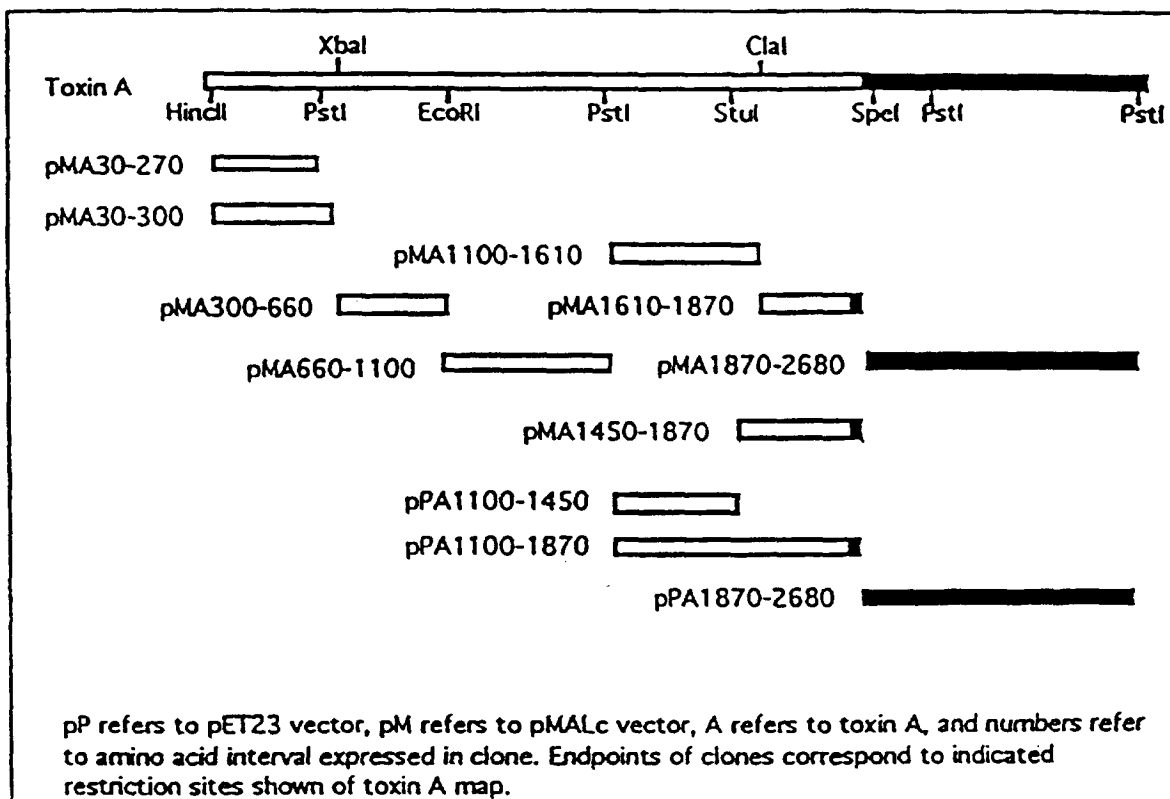 XbaI ClaI
Toxin A
HincII PstI EcoRI PstI StuI SpeI PstI PstI
pMA30-270
pMA30-300
pMA1100-1610
pMA300-660 pMA1610-1870
pMA660-1100 pMA1870-2680
pMA1450-1870
pPA1100-1450
pPA1100-1870
pPA1870-2680
pP refers to pET23 vector, pM refers to pMALc vector, A refers to toxin A, and numbers refer
to amino acid interval expressed in clone. Endpoints of clones correspond to indicated
restriction sites shown of toxin A map.